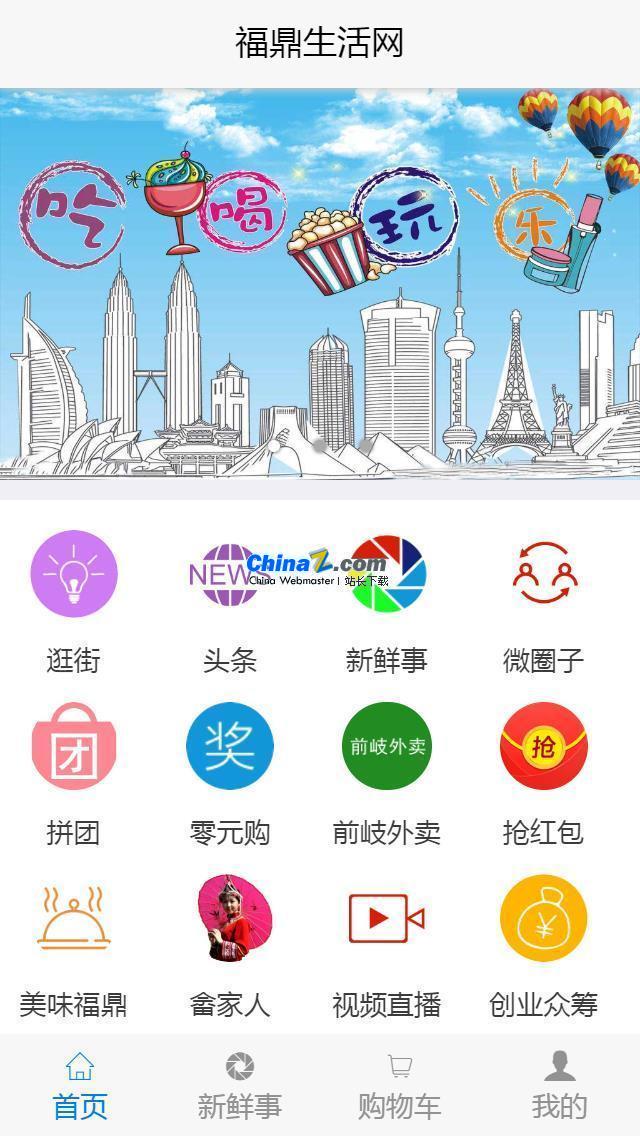 福鼎生活网
吃 喝 玩 乐
NEWS
ChinaZ.com
China Webmaster | 站长下载
逛街 头条 新鲜事 微圈子
团 奖 前岐外卖 抢
拼团 零元购 前岐外卖 抢红包
¥
美味福鼎 畲家人 视频直播 创业众筹
首页 新鲜事 购物车 我的